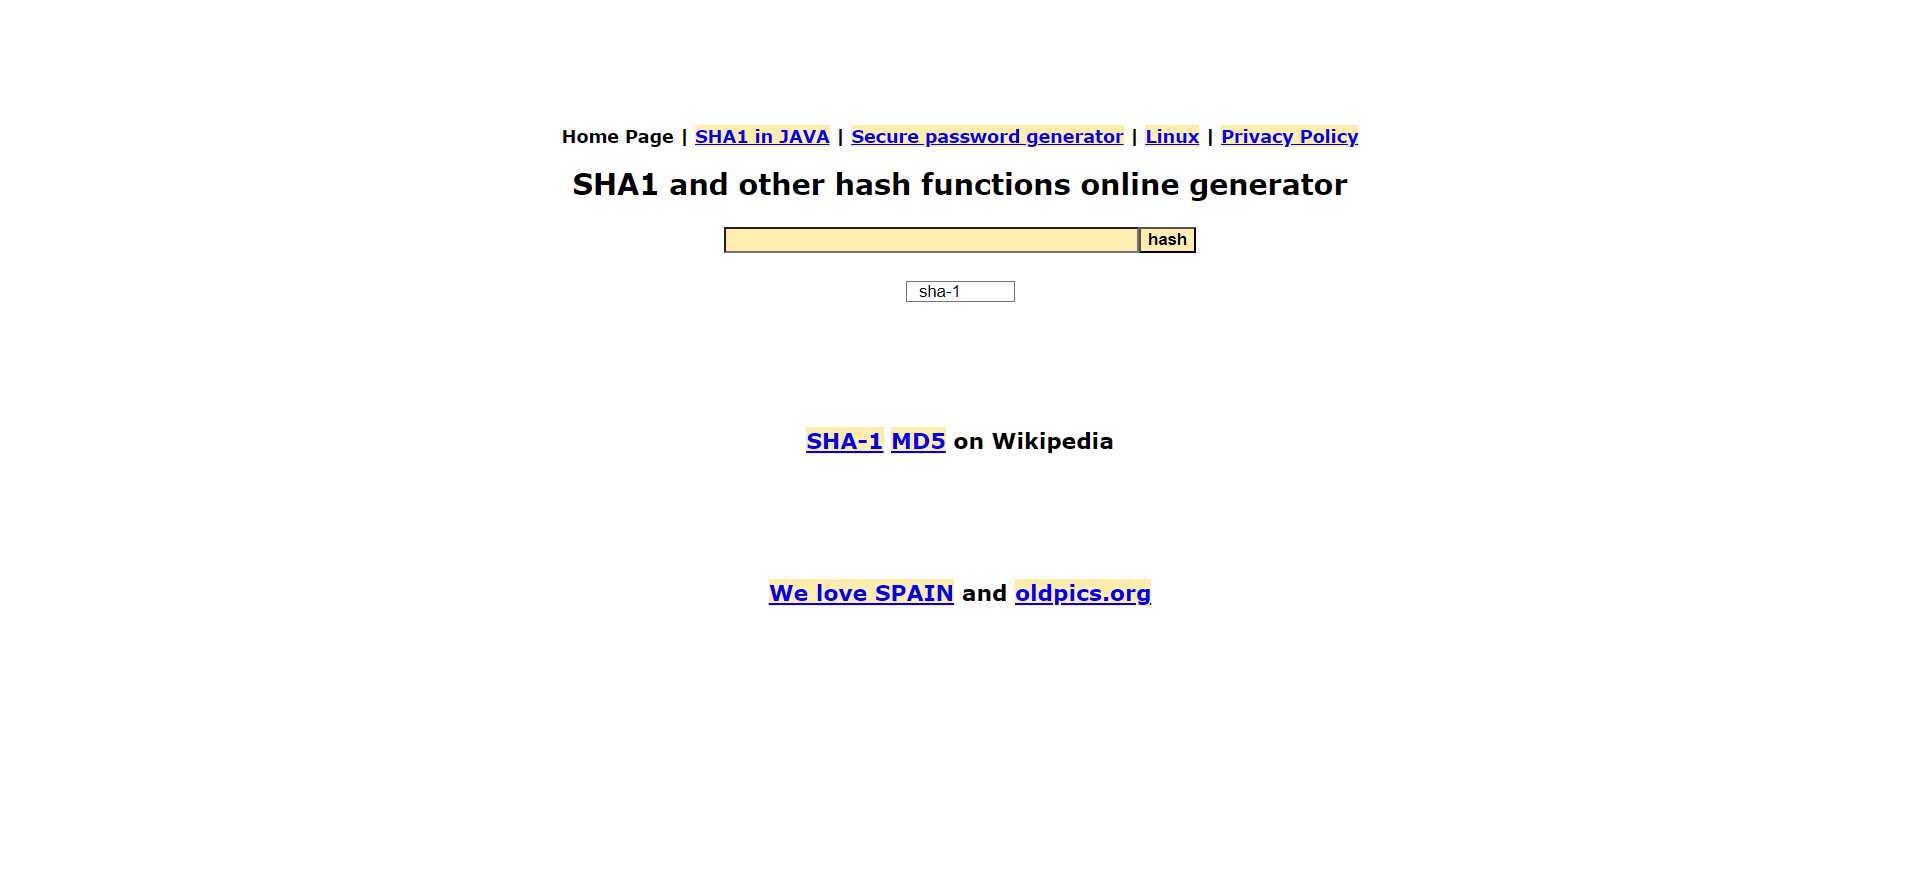 Home Page | SHA1 in JAVA | Secure password generator | Linux | Privacy Policy
SHA1 and other hash functions online generator
hash
sha-1
SHA-1 MD5 on Wikipedia
We love SPAIN and oldpics.org